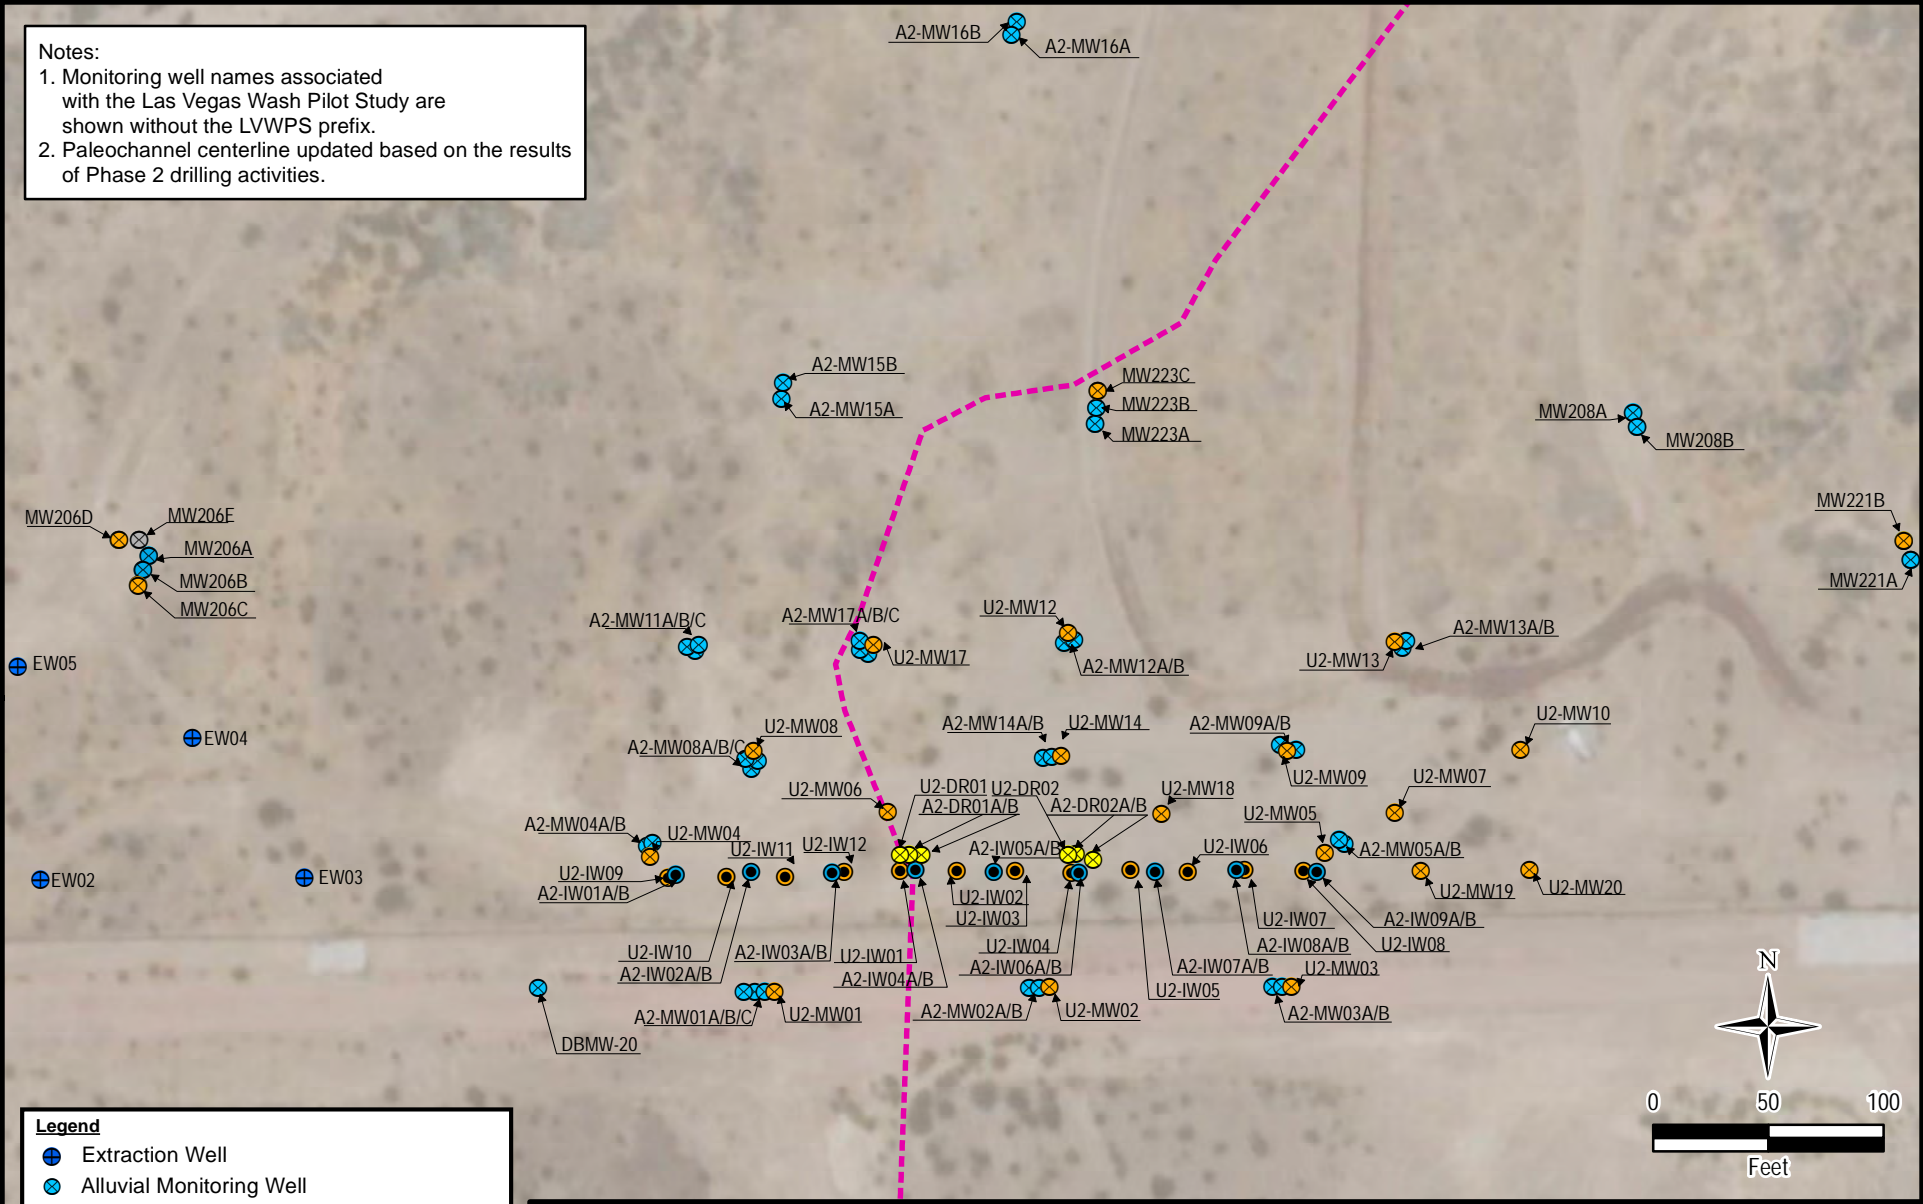 Notes:
1. Monitoring well names associated
with the Las Vegas Wash Pilot Study are
shown without the LVWPS prefix.
2. Paleochannel centerline updated based on the results
of Phase 2 drilling activities.
A2-MW16B
A2-MW16A
A2-MW15B
A2-MW15A
MW223C
MW223B
MW223A
MW208A
MW208B
MW221B
MW221A
MW206D
MW206E
MW206A
MW206B
MW206C
A2-MW11A/B/C
A2-MW17A/B/C
U2-MW17
U2-MW12
A2-MW12A/B
A2-MW13A/B
U2-MW13
EW05
EW04
U2-MW08
A2-MW08A/B/C
A2-MW14A/B
U2-MW14
A2-MW09A/B
U2-MW09
U2-MW10
U2-MW06
U2-DR01
U2-DR02
A2-DR01A/B
A2-DR02A/B
U2-MW18
U2-MW07
U2-MW05
A2-MW05A/B
A2-MW04A/B
U2-MW04
U2-IW11
U2-IW12
A2-IW05A/B
U2-IW06
EW02
EW03
U2-IW09
A2-IW01A/B
U2-IW02
U2-IW03
U2-MW19
U2-MW20
U2-IW07
A2-IW09A/B
U2-IW10
A2-IW03A/B
U2-IW01
U2-IW04
A2-IW08A/B
U2-IW08
A2-IW02A/B
A2-IW04A/B
A2-IW06A/B
A2-IW07A/B
U2-MW03
U2-IW05
A2-MW01A/B/C
U2-MW01
A2-MW02A/B
U2-MW02
A2-MW03A/B
DBMW-20
N
0 50 100
Feet
Legend
Extraction Well
Alluvial Monitoring Well